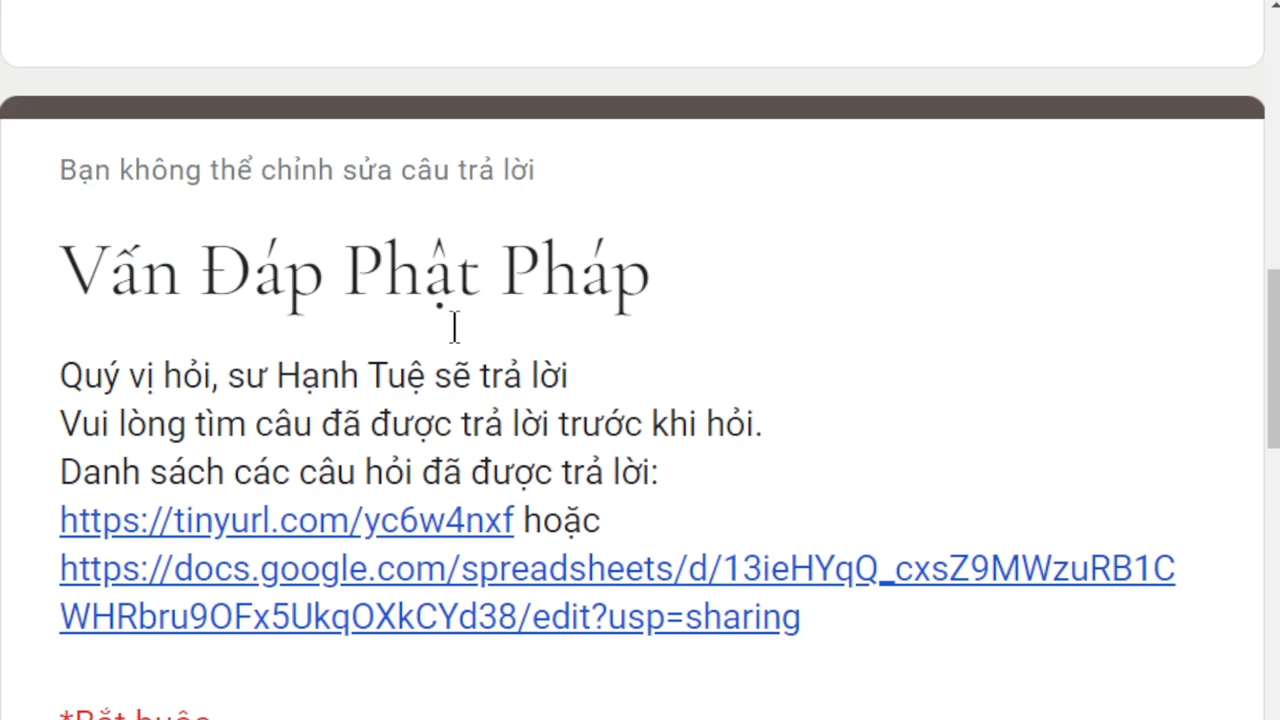 Bạn không thể chỉnh sửa câu trả lời
Vấn Đáp Phật Pháp
Quý vị hỏi, sư Hạnh Tuệ sẽ trả lời
Vui lòng tìm câu đã được trả lời trước khi hỏi.
Danh sách các câu hỏi đã được trả lời:
https://tinyurl.com/yc6w4nxf hoặc
https://docs.google.com/spreadsheets/d/13ieHYqQ_cxsZ9MWzuRB1C
WHRbru9OFx5UkqOXkCYd38/edit?usp=sharing
*Bắt buộc